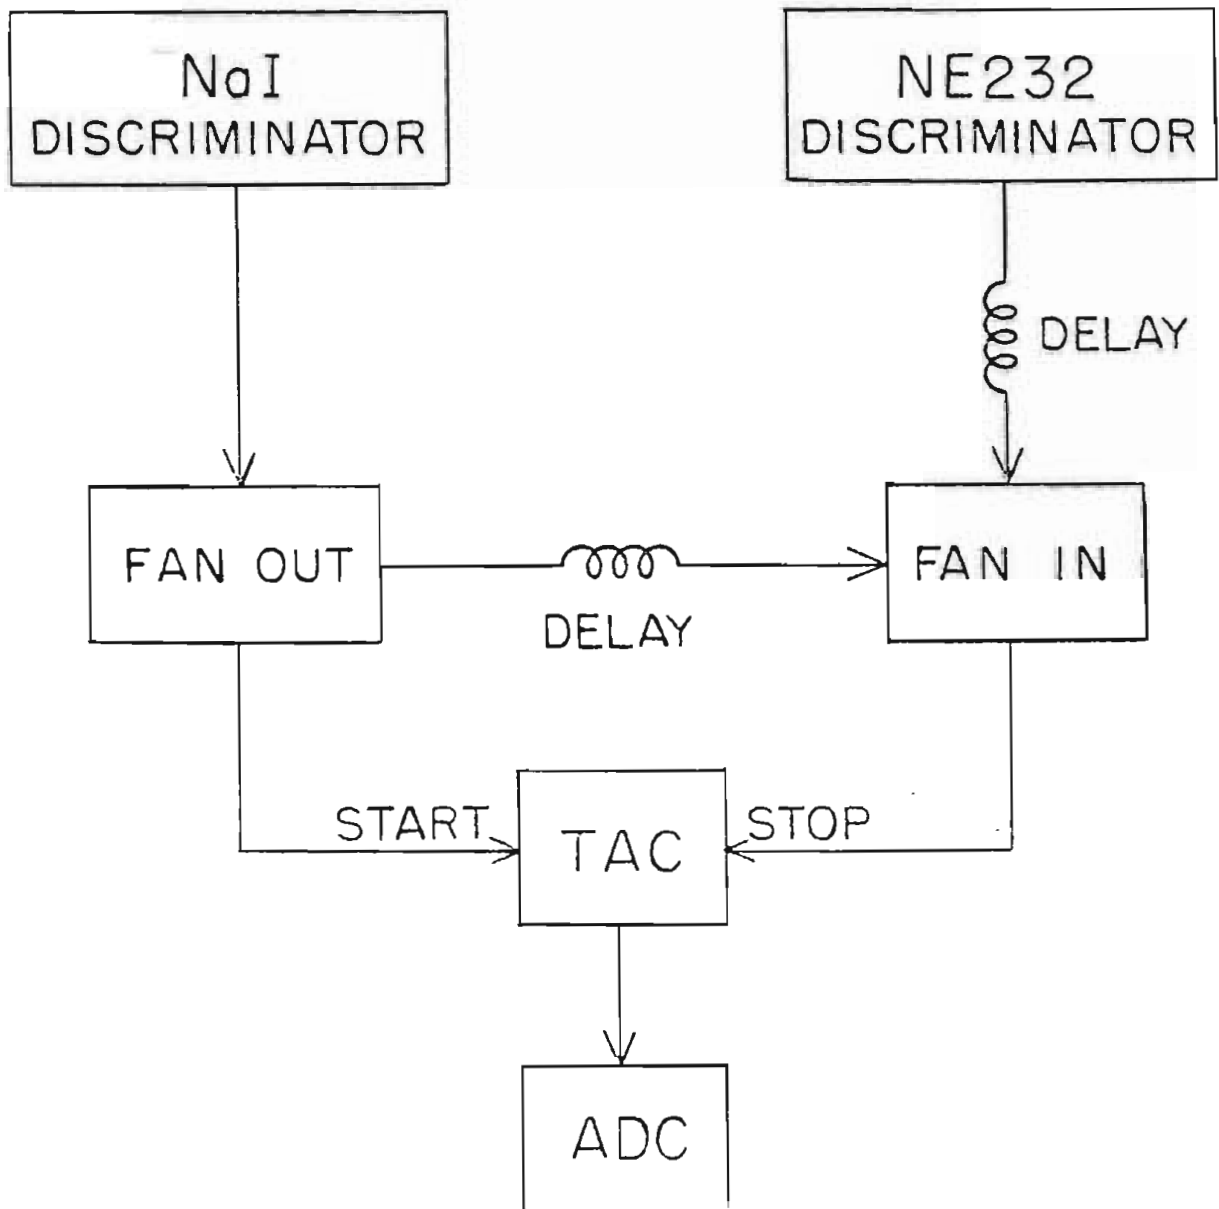 NaI
DISCRIMINATOR
NE232
DISCRIMINATOR
DELAY
FAN OUT
DELAY
FAN IN
START
TAC
STOP
ADC